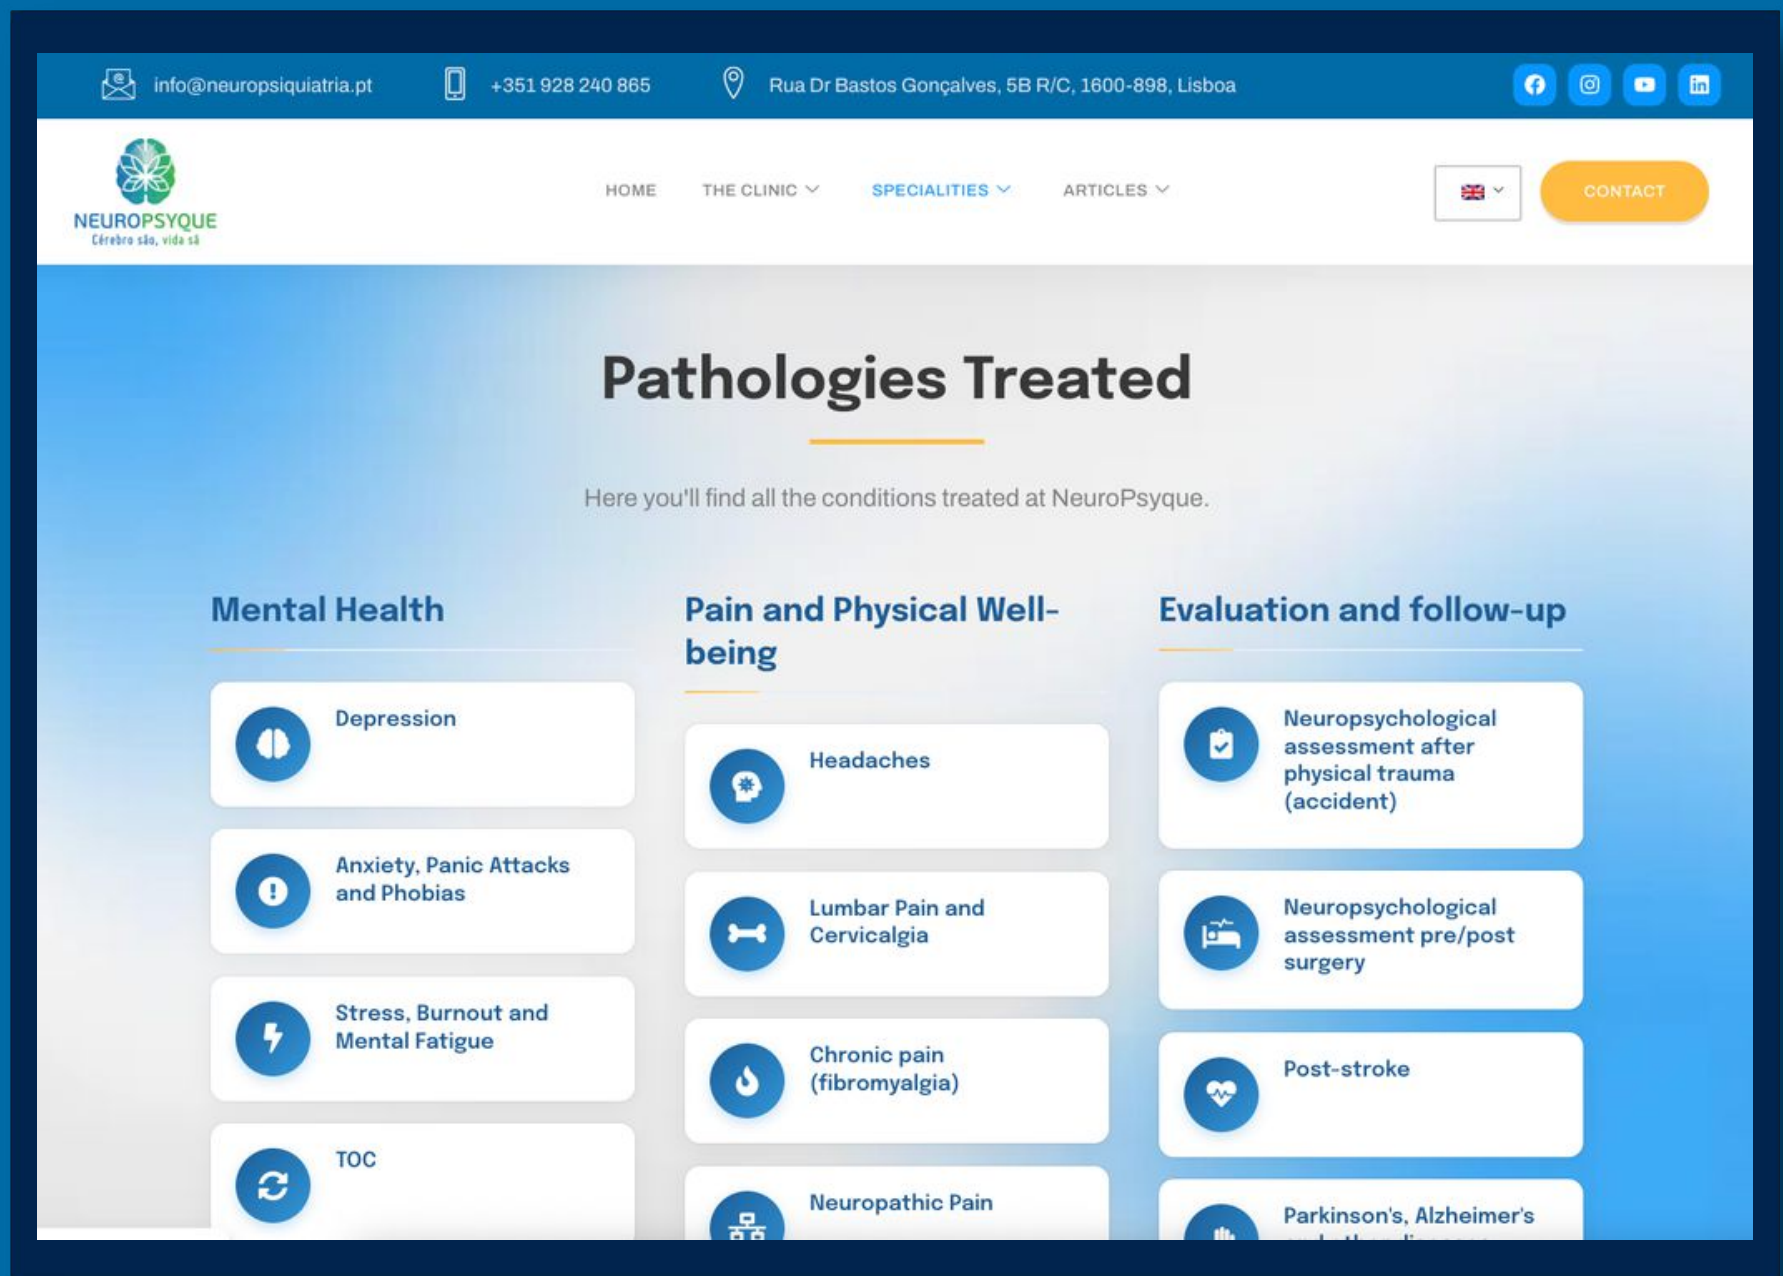 info@neuropsiquiatria.pt
+351 928 240 865
Rua Dr Bastos Gonçalves, 5B R/C, 1600-898, Lisboa
NEUROPSYQUE
Cérebro são, vida sã
HOME
THE CLINIC
SPECIALITIES
ARTICLES
CONTACT
Pathologies Treated
Here you'll find all the conditions treated at NeuroPsyque.
Mental Health
Depression
Anxiety, Panic Attacks
and Phobias
Stress, Burnout and
Mental Fatigue
TOC
Pain and Physical Well-
being
Headaches
Lumbar Pain and
Cervicalgia
Chronic pain
(fibromyalgia)
Neuropathic Pain
Evaluation and follow-up
Neuropsychological
assessment after
physical trauma
(accident)
Neuropsychological
assessment pre/post
surgery
Post-stroke
Parkinson's, Alzheimer's